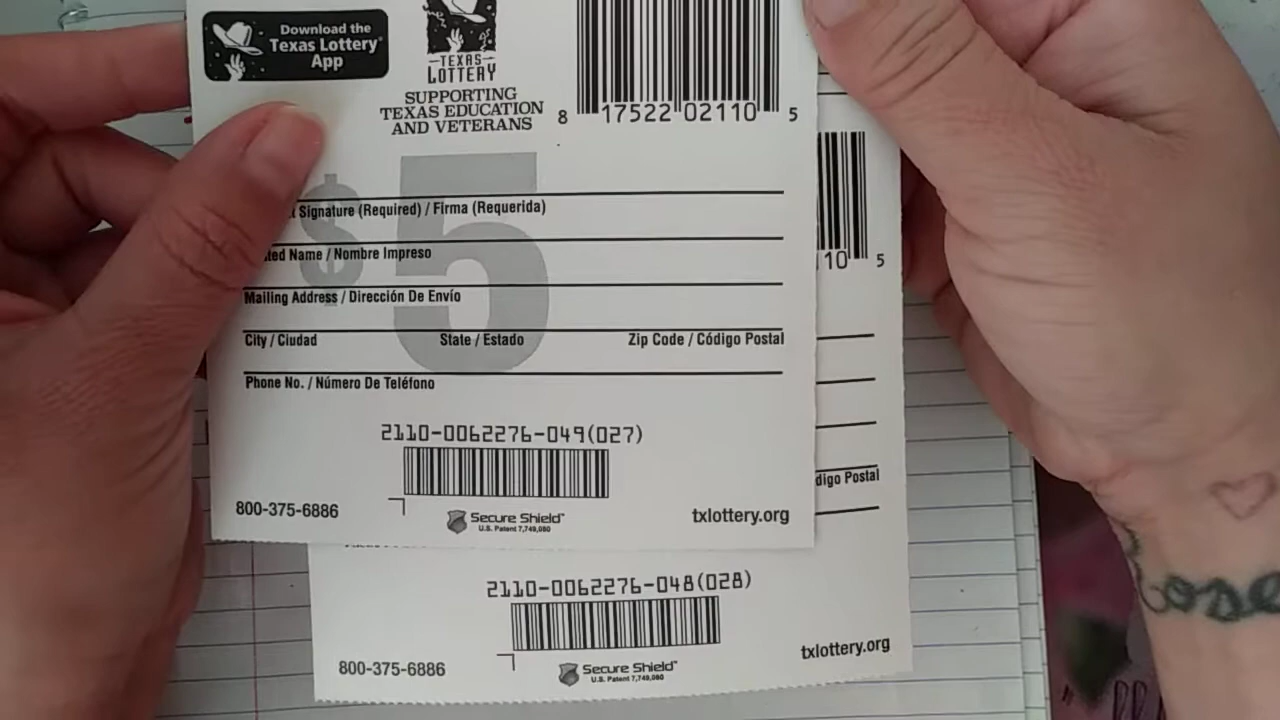 Download the
Texas Lottery
App
TEXAS
LOTTERY
SUPPORTING
TEXAS EDUCATION
AND VETERANS
8 17522 02110 5
Signature (Required) / Firma (Requerida)
Name / Nombre Impreso
Mailing Address / Dirección De Envío
City / Ciudad State / Estado Zip Code / Código Postal
Phone No. / Número De Teléfono
$5
2110-0062276-049(027)
800-375-6886
Secure Shield
U.S. Patent 7,749,080
txlottery.org
10 5
Postal
2110-0062276-048(028)
800-375-6886
Secure Shield
U.S. Patent 7,749,080
txlottery.org
ose